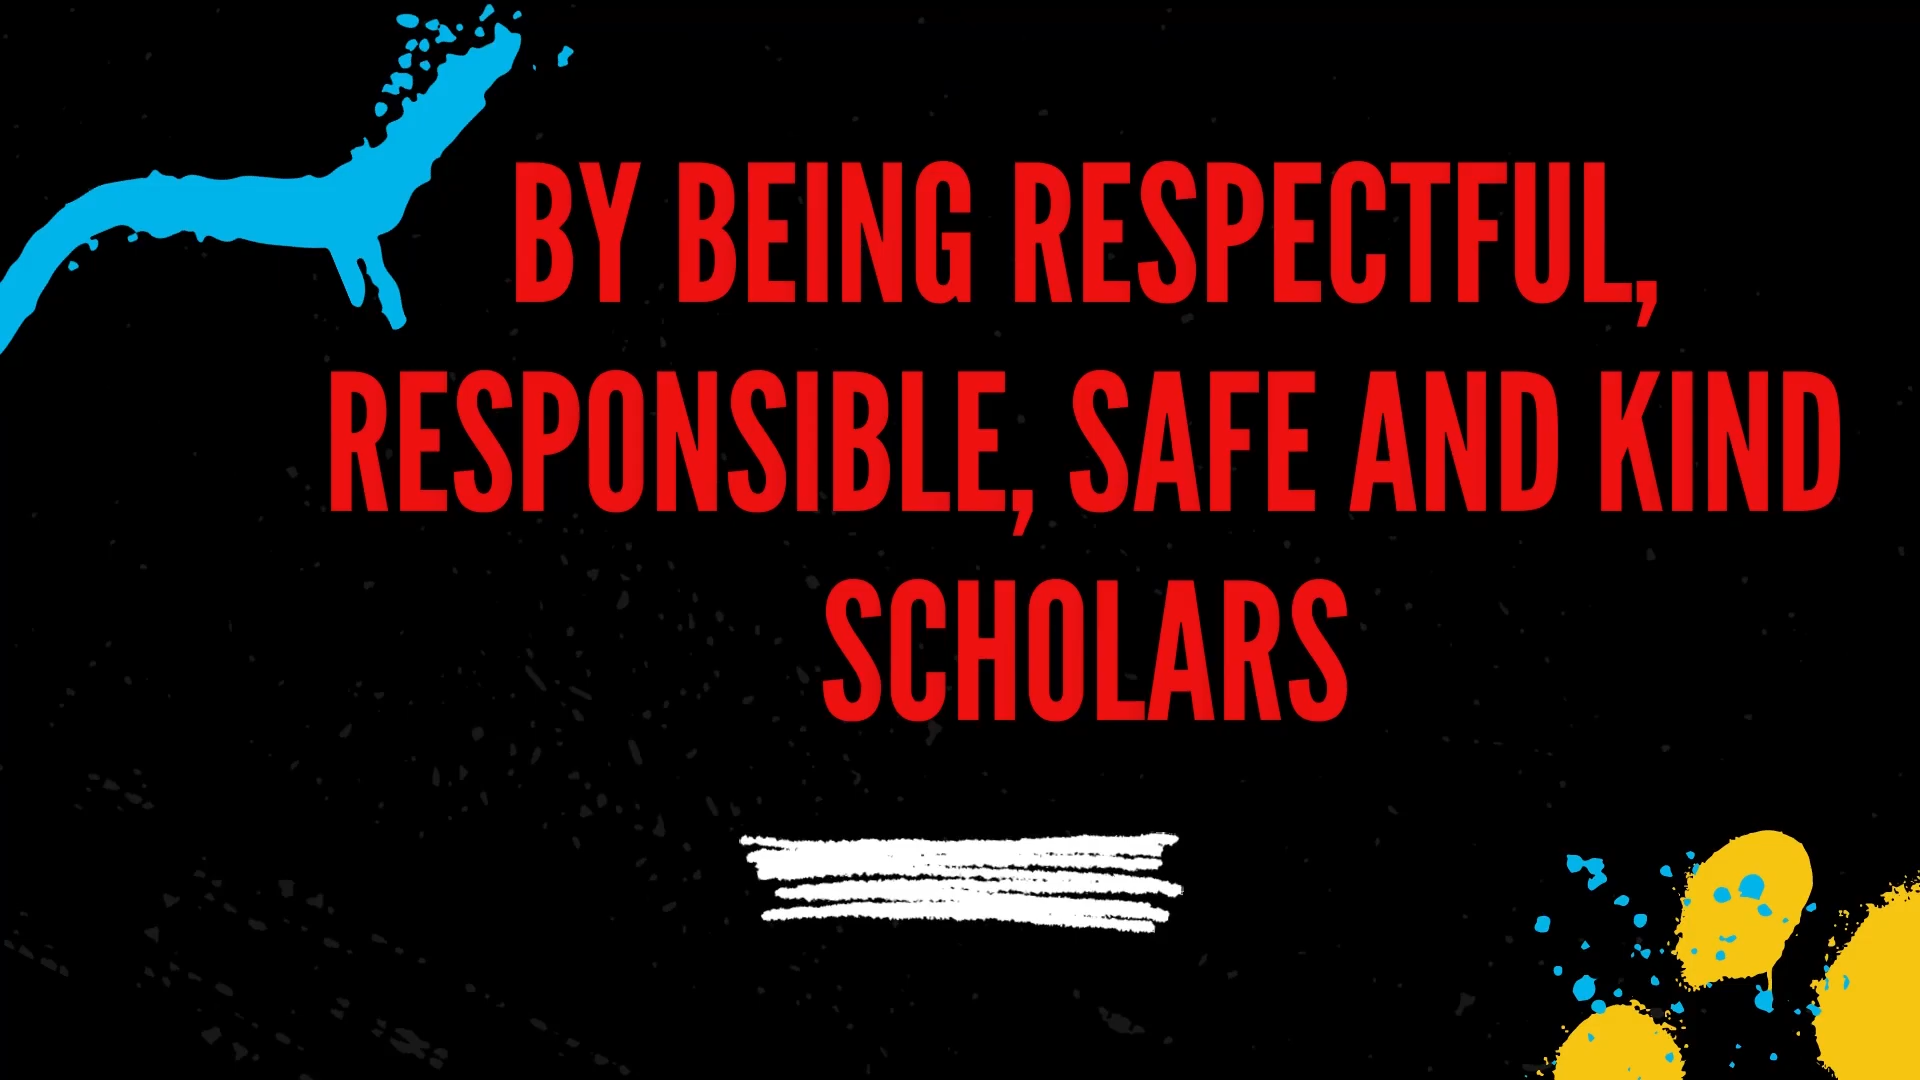 BY BEING RESPECTFUL,
RESPONSIBLE, SAFE AND KIND
SCHOLARS